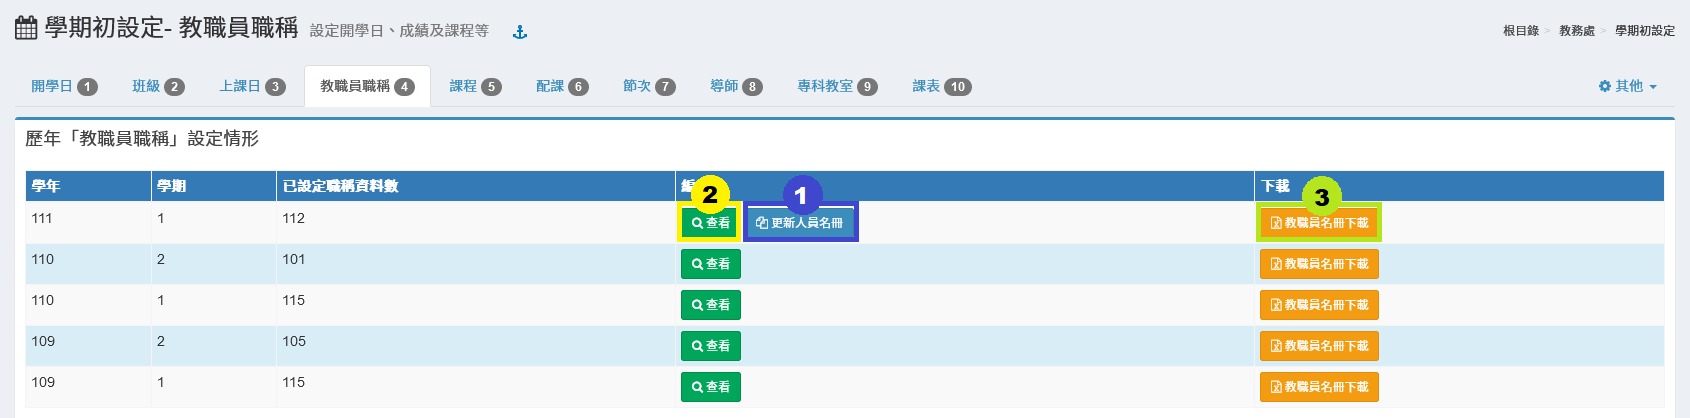 學期初設定- 教職員職稱 設定開學日、成績及課程等
根目錄 > 教務處 > 學期初設定
開學日 1 班級 2 上課日 3 教職員職稱 4 課程 5 配課 6 節次 7 導師 8 專科教室 9 課表 10 其他
歷年「教職員職稱」設定情形
學年 學期 已設定職稱資料數 下載
2 1 3
111 1 112 查看 更新人員名冊 教職員名冊下載
110 2 101 查看 教職員名冊下載
110 1 115 查看 教職員名冊下載
109 2 105 查看 教職員名冊下載
109 1 115 查看 教職員名冊下載